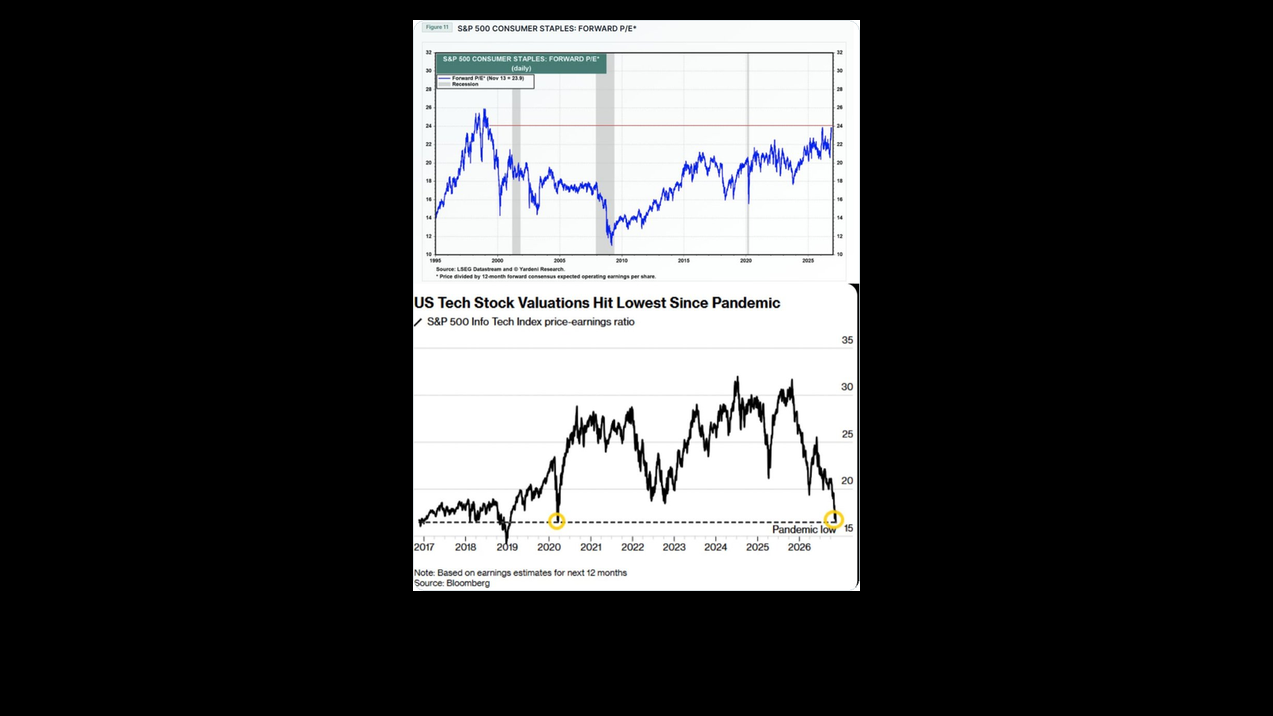 Figure 11 S&P 500 CONSUMER STAPLES: FORWARD P/E*
S&P 500 CONSUMER STAPLES: FORWARD P/E*
(daily)
Forward P/E* (Nov 13 = 23.9)
Recession
32 32
30 30
28 28
26 26
24 24
22 22
20 20
18 18
16 16
14 14
12 12
10 10
1995 2000 2005 2010 2015 2020 2025
Source: LSEG Datastream and © Yardeni Research.
* Price divided by 12-month forward consensus expected operating earnings per share.
US Tech Stock Valuations Hit Lowest Since Pandemic
S&P 500 Info Tech Index price-earnings ratio
35
30
25
20
15
Pandemic low
2017 2018 2019 2020 2021 2022 2023 2024 2025 2026
Note: Based on earnings estimates for next 12 months
Source: Bloomberg